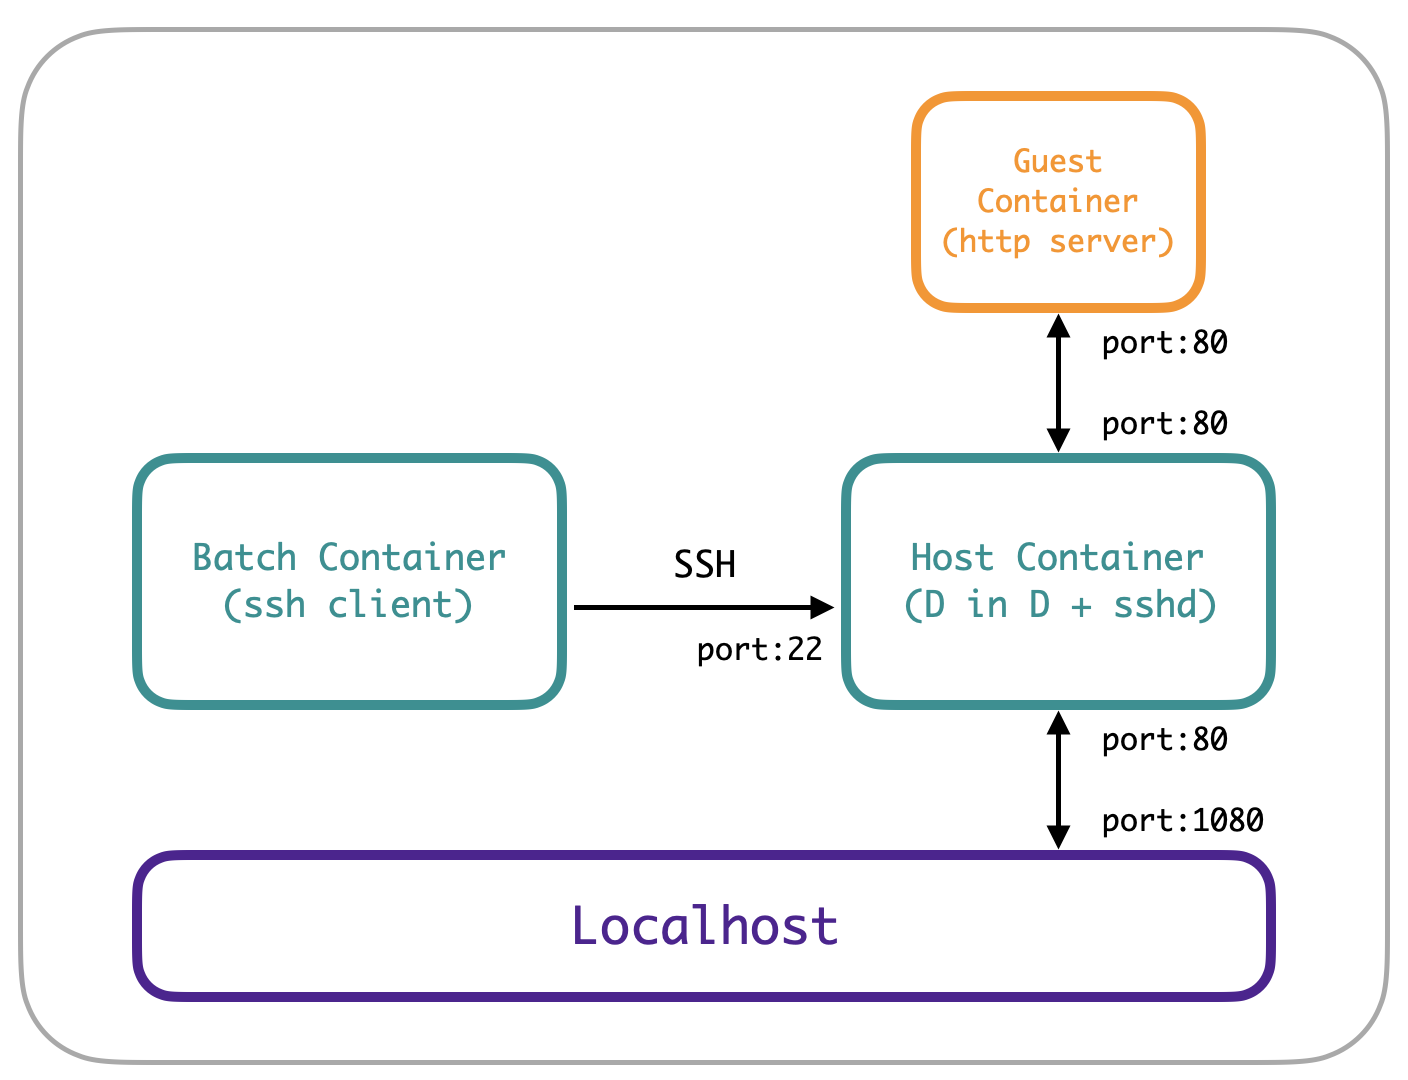 Guest
Container
(http server)
port:80
port:80
Batch Container
(ssh client)
SSH
port:22
Host Container
(D in D + sshd)
port:80
port:1080
Localhost